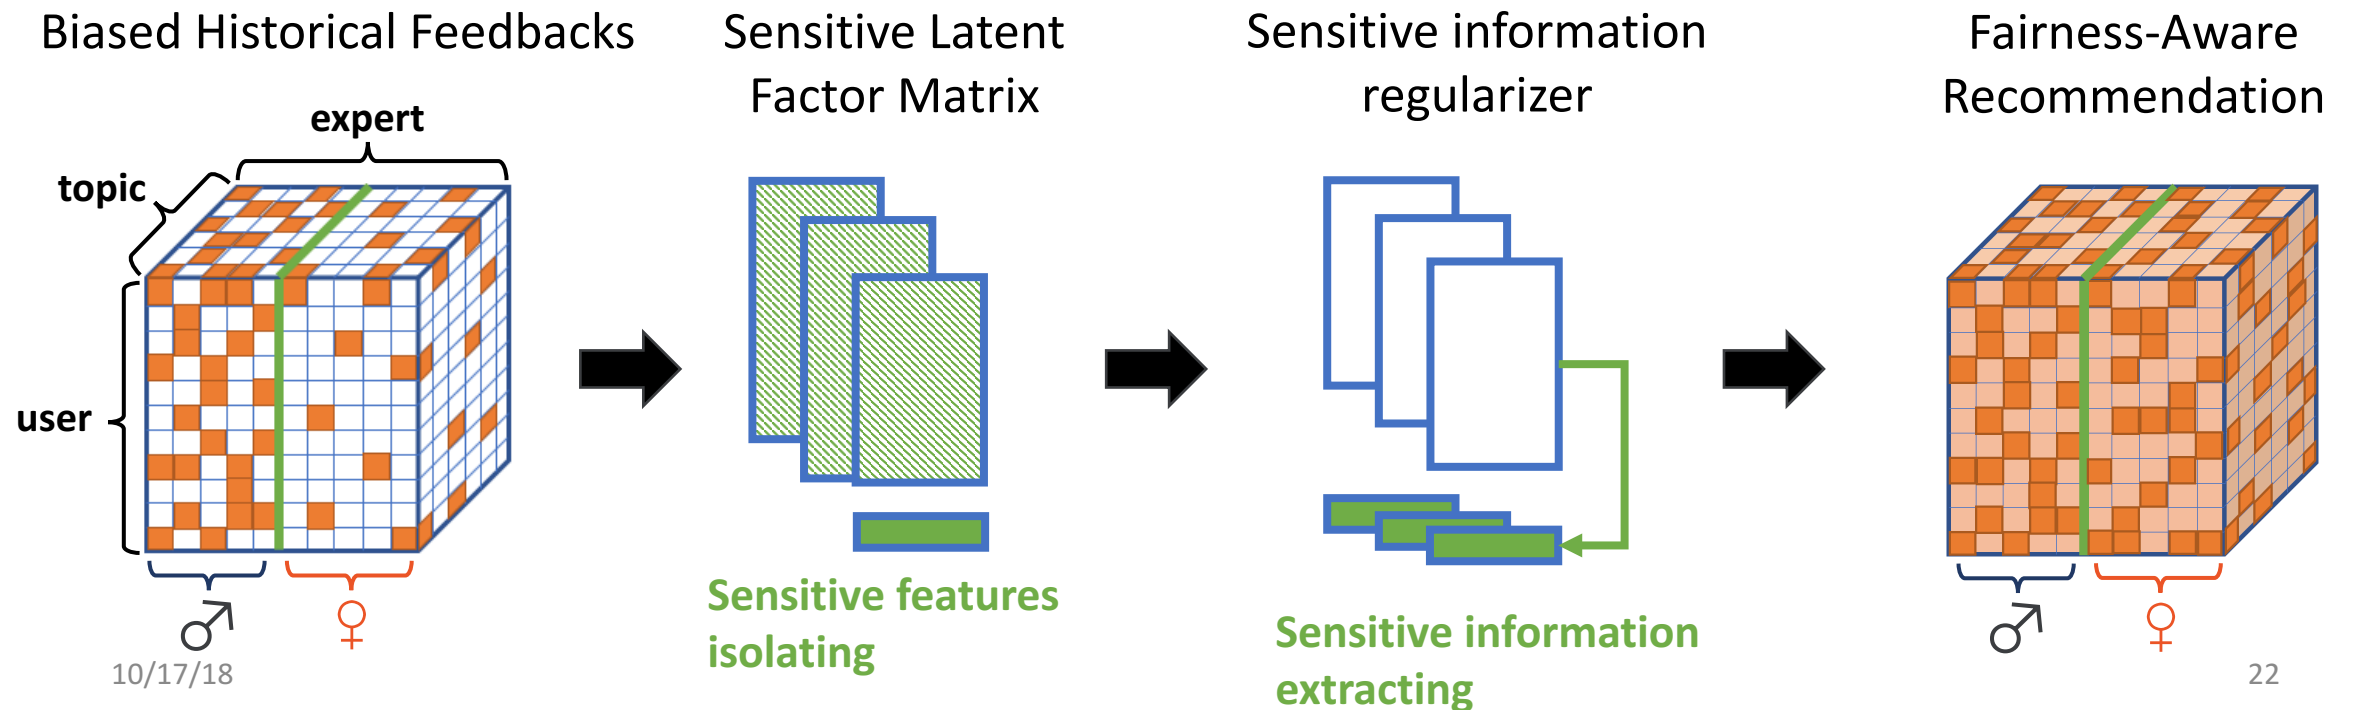 Biased Historical Feedbacks
Sensitive Latent
Factor Matrix
Sensitive information
regularizer
Fairness-Aware
Recommendation
expert
topic
user
♂
♀
Sensitive features
isolating
Sensitive information
extracting
♂
♀
10/17/18
22